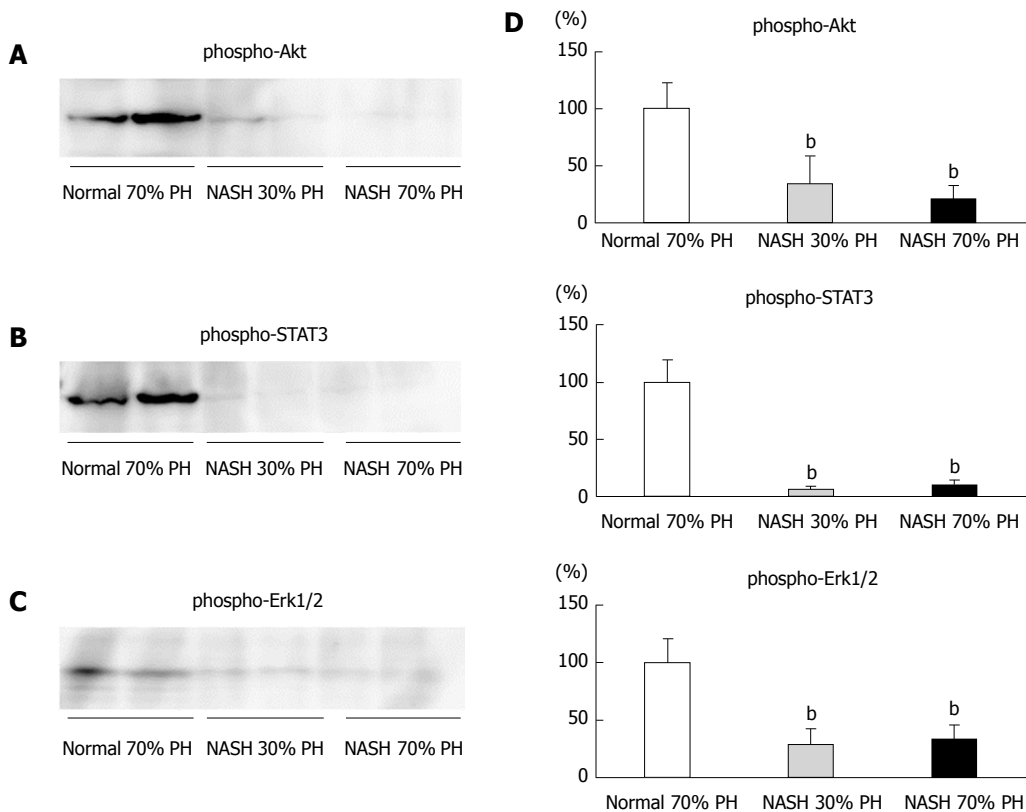 A
phospho-Akt
Normal 70% PH NASH 30% PH NASH 70% PH
B
phospho-STAT3
Normal 70% PH NASH 30% PH NASH 70% PH
C
phospho-Erk1/2
Normal 70% PH NASH 30% PH NASH 70% PH
D
(%)
phospho-Akt
150
100
50
0
b
b
Normal 70% PH NASH 30% PH NASH 70% PH
(%)
phospho-STAT3
150
100
50
0
b
b
Normal 70% PH NASH 30% PH NASH 70% PH
(%)
phospho-Erk1/2
150
100
50
0
b
b
Normal 70% PH NASH 30% PH NASH 70% PH